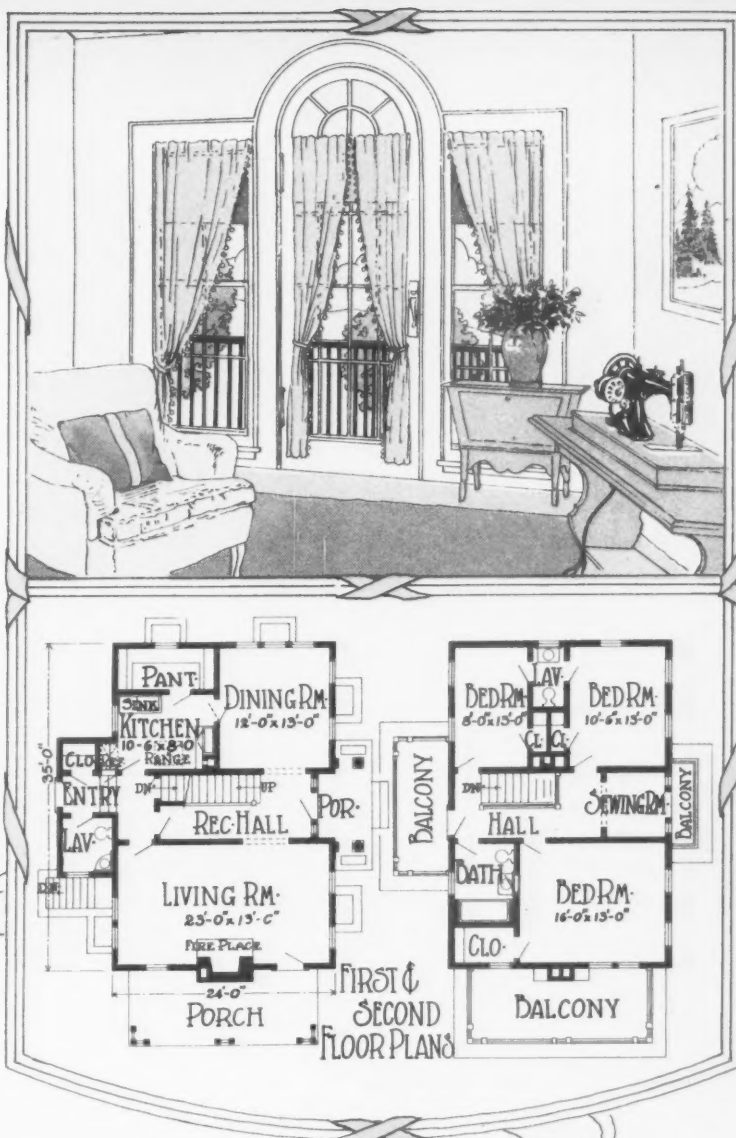 PANT.
SINK
KITCHEN
10-6 x 8-0
RANGE
DINING RM.
12'-0" x 13'-0"
CLO.
REF.
ENTRY
LAV.
DN.
DN.
UP
REC. HALL
POR.
LIVING RM.
23'-0" x 13'-0"
FIRE PLACE
35'-0"
24'-0"
PORCH
FIRST &
SECOND
FLOOR PLANS
BED RM.
8'-0" x 13'-0"
LAV.
BED RM.
10'-6" x 13'-0"
CL.
CL.
BALCONY
DN.
HALL
SEWING RM.
BALCONY
BATH
BED RM.
16'-0" x 13'-0"
CLO.
BALCONY